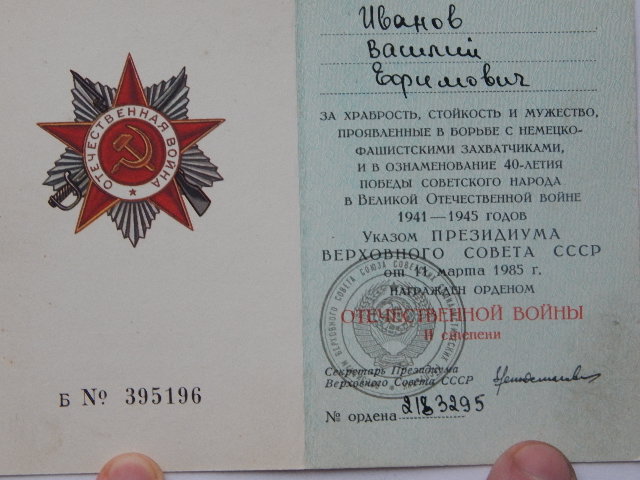 ОТЕЧЕСТВЕННАЯ ВОЙНА
Б № 395196
Иванов
Василий
Ефимович
ЗА ХРАБРОСТЬ, СТОЙКОСТЬ И МУЖЕСТВО,
ПРОЯВЛЕННЫЕ В БОРЬБЕ С НЕМЕЦКО-
ФАШИСТСКИМИ ЗАХВАТЧИКАМИ,
И В ОЗНАМЕНОВАНИЕ 40-ЛЕТИЯ
ПОБЕДЫ СОВЕТСКОГО НАРОДА
В ВЕЛИКОЙ ОТЕЧЕСТВЕННОЙ ВОЙНЕ
1941—1945 ГОДОВ
УКАЗОМ ПРЕЗИДИУМА
ВЕРХОВНОГО СОВЕТА СССР
от 11 марта 1985 г.
НАГРАЖДЕН ОРДЕНОМ
ОТЕЧЕСТВЕННОЙ ВОЙНЫ
II степени
Секретарь Президиума
Верховного Совета СССР
№ ордена 2183295